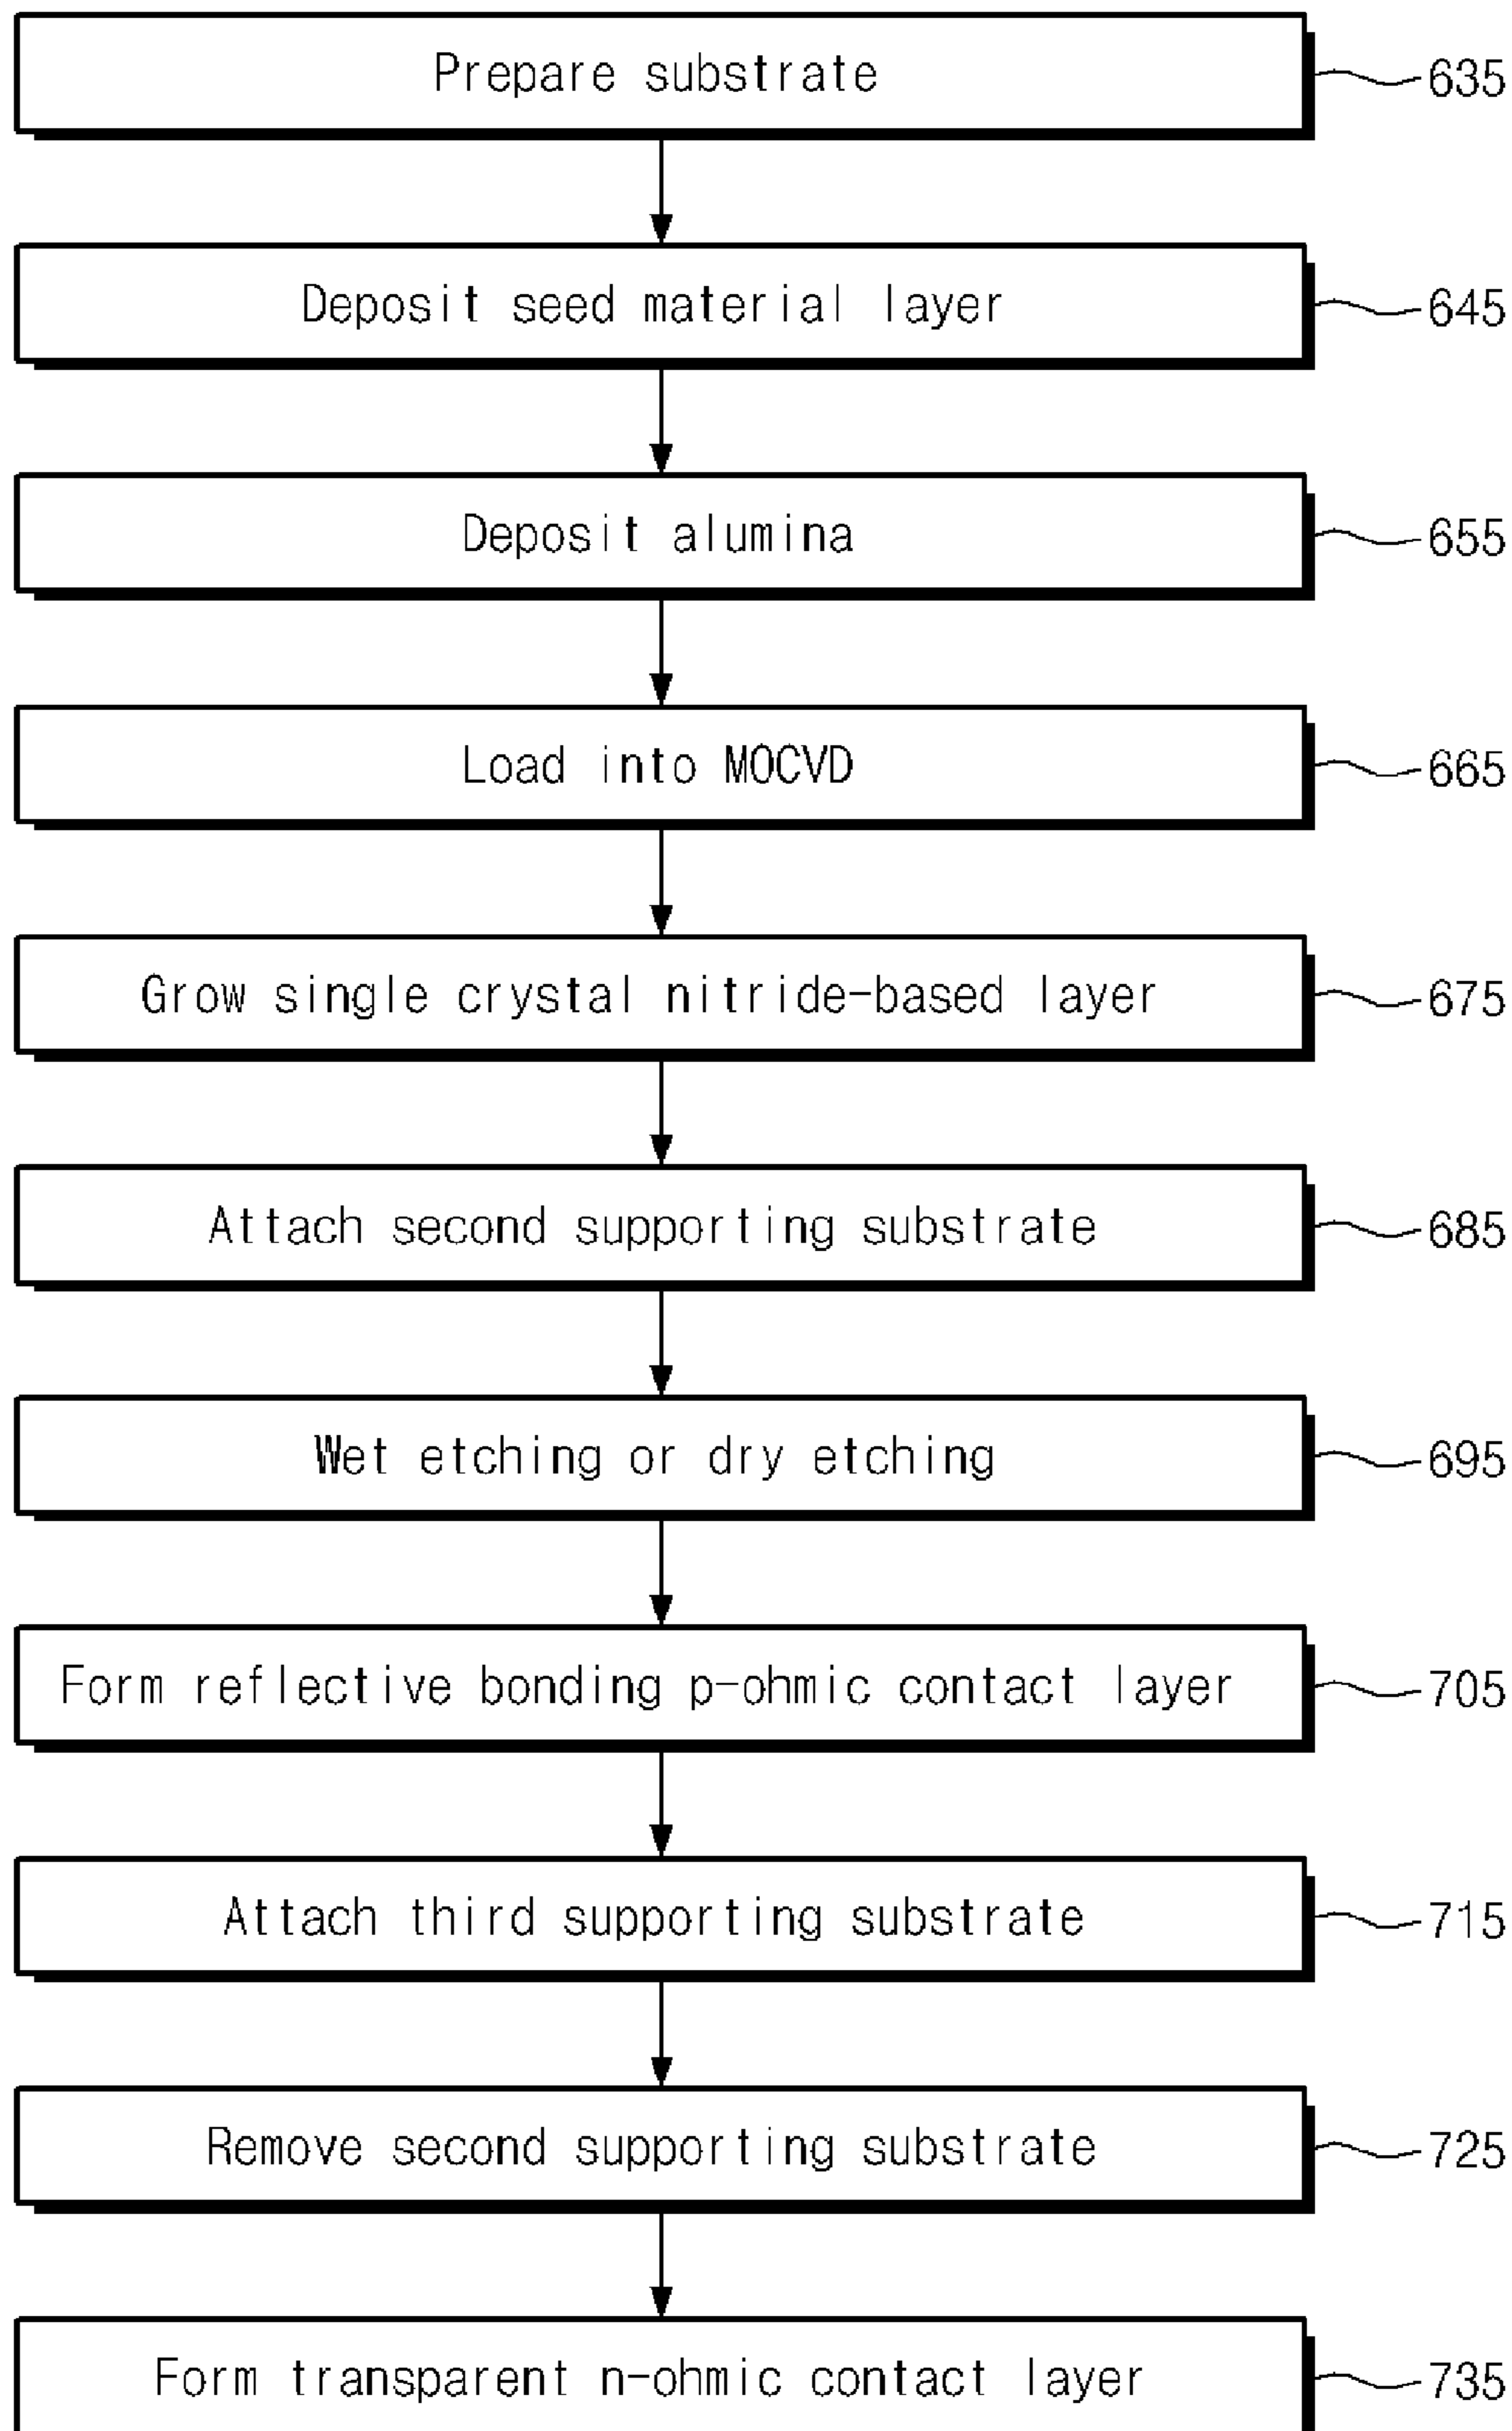 Prepare substrate 635
Deposit seed material layer 645
Deposit alumina 655
Load into MOCVD 665
Grow single crystal nitride-based layer 675
Attach second supporting substrate 685
Wet etching or dry etching 695
Form reflective bonding p-ohmic contact layer 705
Attach third supporting substrate 715
Remove second supporting substrate 725
Form transparent n-ohmic contact layer 735